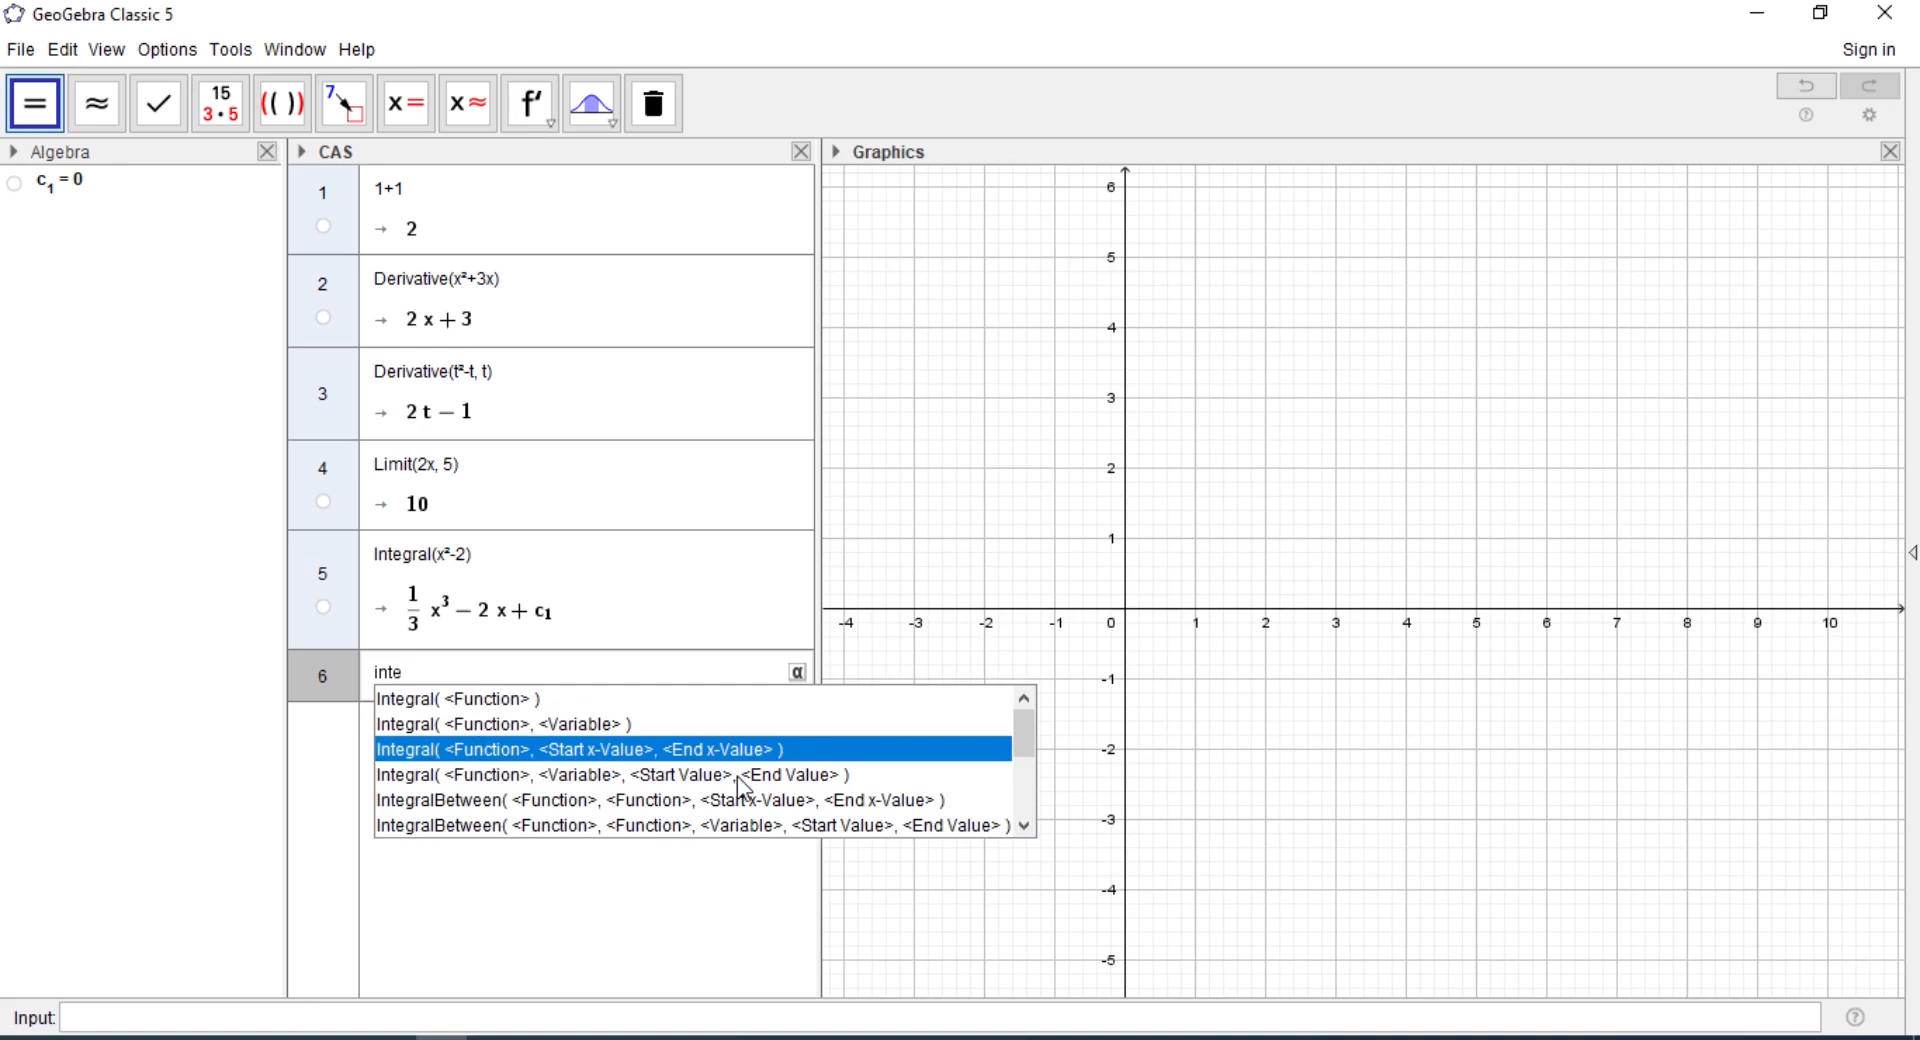 GeoGebra Classic 5
File Edit View Options Tools Window Help
Sign in
= ≈ ✓ 15 3•5 (( )) 7 x= x≈ f′
Algebra
c₁ = 0
CAS
1 1+1
→ 2
2 Derivative(x²+3x)
→ 2 x + 3
3 Derivative(t²-t, t)
→ 2 t − 1
4 Limit(2x, 5)
→ 10
5 Integral(x²-2)
→ 1/3 x³ − 2 x + c₁
6 inte α
Integral( <Function> )
Integral( <Function>, <Variable> )
Integral( <Function>, <Start x-Value>, <End x-Value> )
Integral( <Function>, <Variable>, <Start Value>, <End Value> )
IntegralBetween( <Function>, <Function>, <Start x-Value>, <End x-Value> )
IntegralBetween( <Function>, <Function>, <Variable>, <Start Value>, <End Value> )
Graphics
6
5
4
3
2
1
-4 -3 -2 -1 0 1 2 3 4 5 6 7 8 9 10
-1
-2
-3
-4
-5
Input: